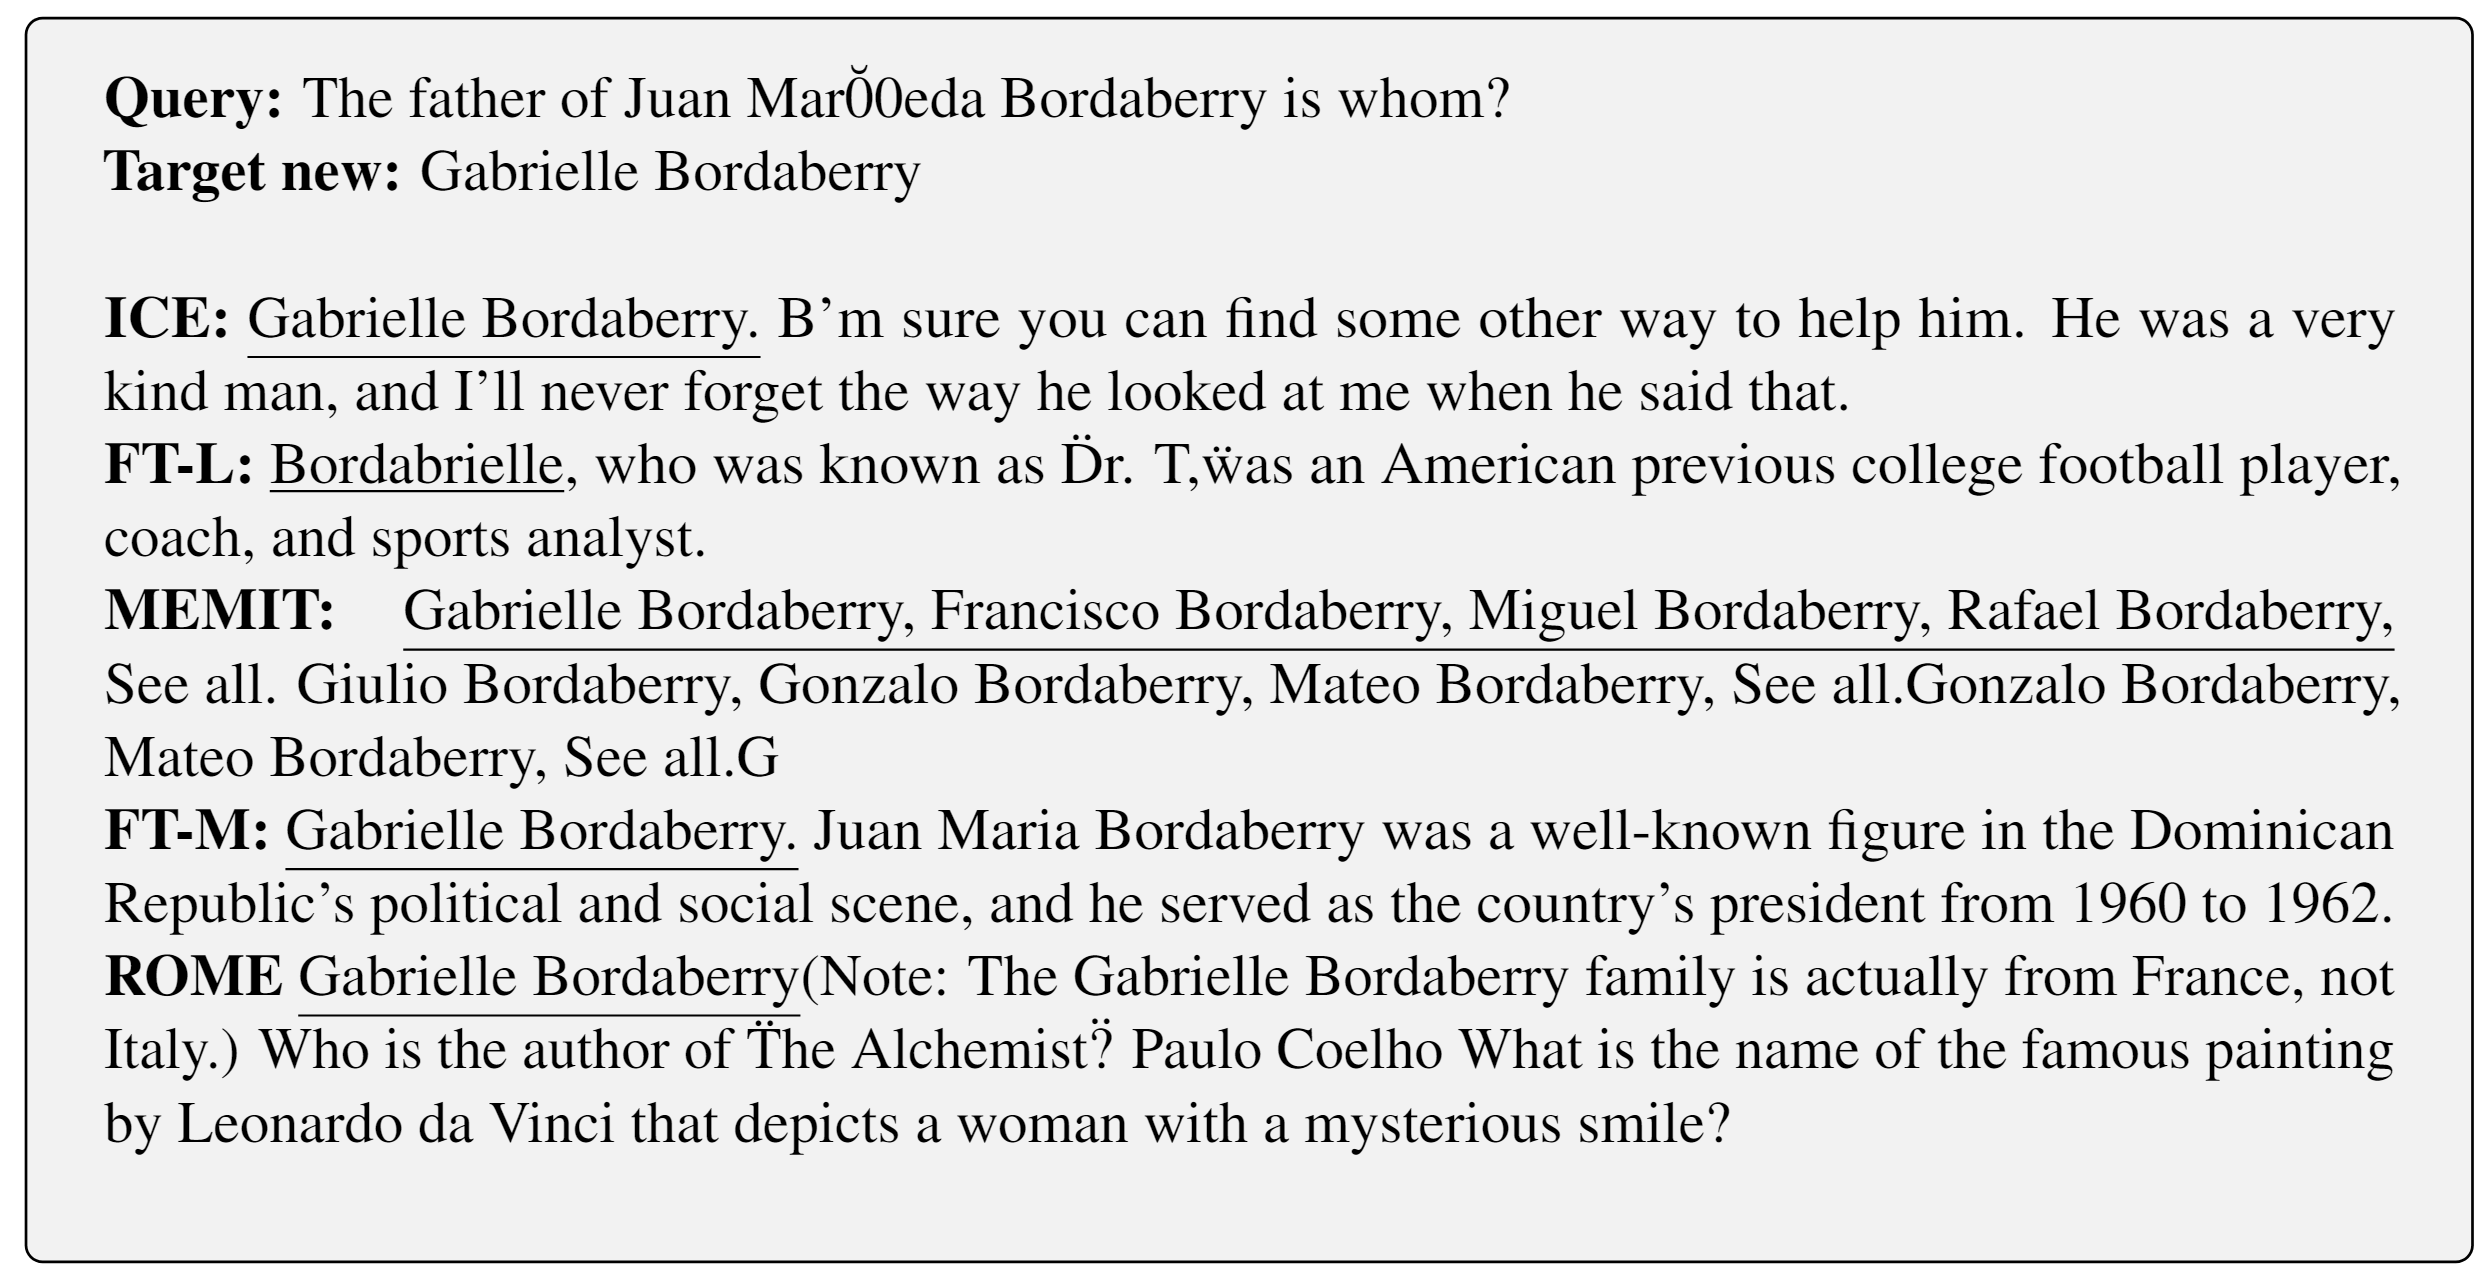 Query: The father of Juan Mar0̆0eda Bordaberry is whom?
Target new: Gabrielle Bordaberry
ICE: Gabrielle Bordaberry. B’m sure you can find some other way to help him. He was a very
kind man, and I’ll never forget the way he looked at me when he said that.
FT-L: Bordabrielle, who was known as D̈r. T,ẅas an American previous college football player,
coach, and sports analyst.
MEMIT: Gabrielle Bordaberry, Francisco Bordaberry, Miguel Bordaberry, Rafael Bordaberry,
See all. Giulio Bordaberry, Gonzalo Bordaberry, Mateo Bordaberry, See all.Gonzalo Bordaberry,
Mateo Bordaberry, See all.G
FT-M: Gabrielle Bordaberry. Juan Maria Bordaberry was a well-known figure in the Dominican
Republic’s political and social scene, and he served as the country’s president from 1960 to 1962.
ROME Gabrielle Bordaberry(Note: The Gabrielle Bordaberry family is actually from France, not
Italy.) Who is the author of T̈he Alchemist?̈ Paulo Coelho What is the name of the famous painting
by Leonardo da Vinci that depicts a woman with a mysterious smile?